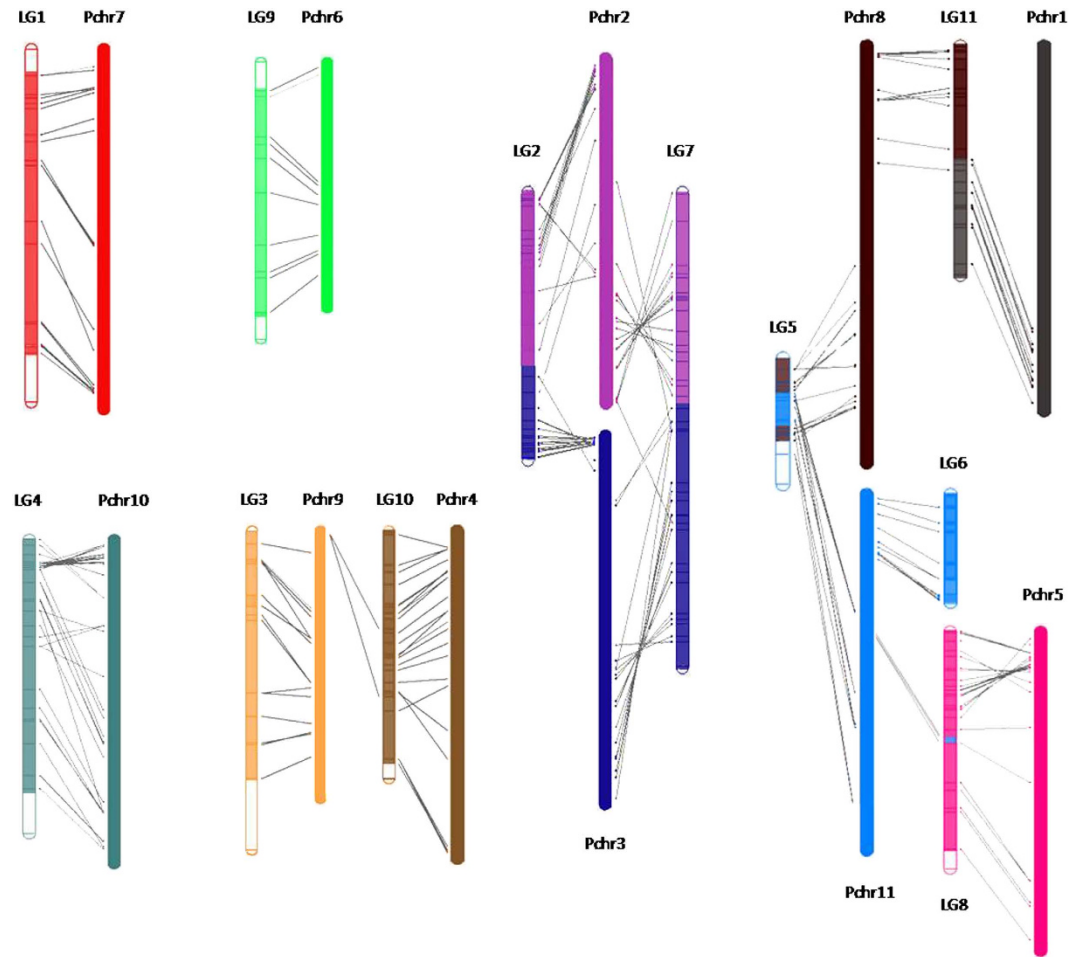 LG1 Pchr7
LG9 Pchr6
Pchr2
Pchr8 LG11 Pchr1
LG2 LG7
LG5
LG6
LG4 Pchr10
LG3 Pchr9 LG10 Pchr4
Pchr5
Pchr3
Pchr11
LG8